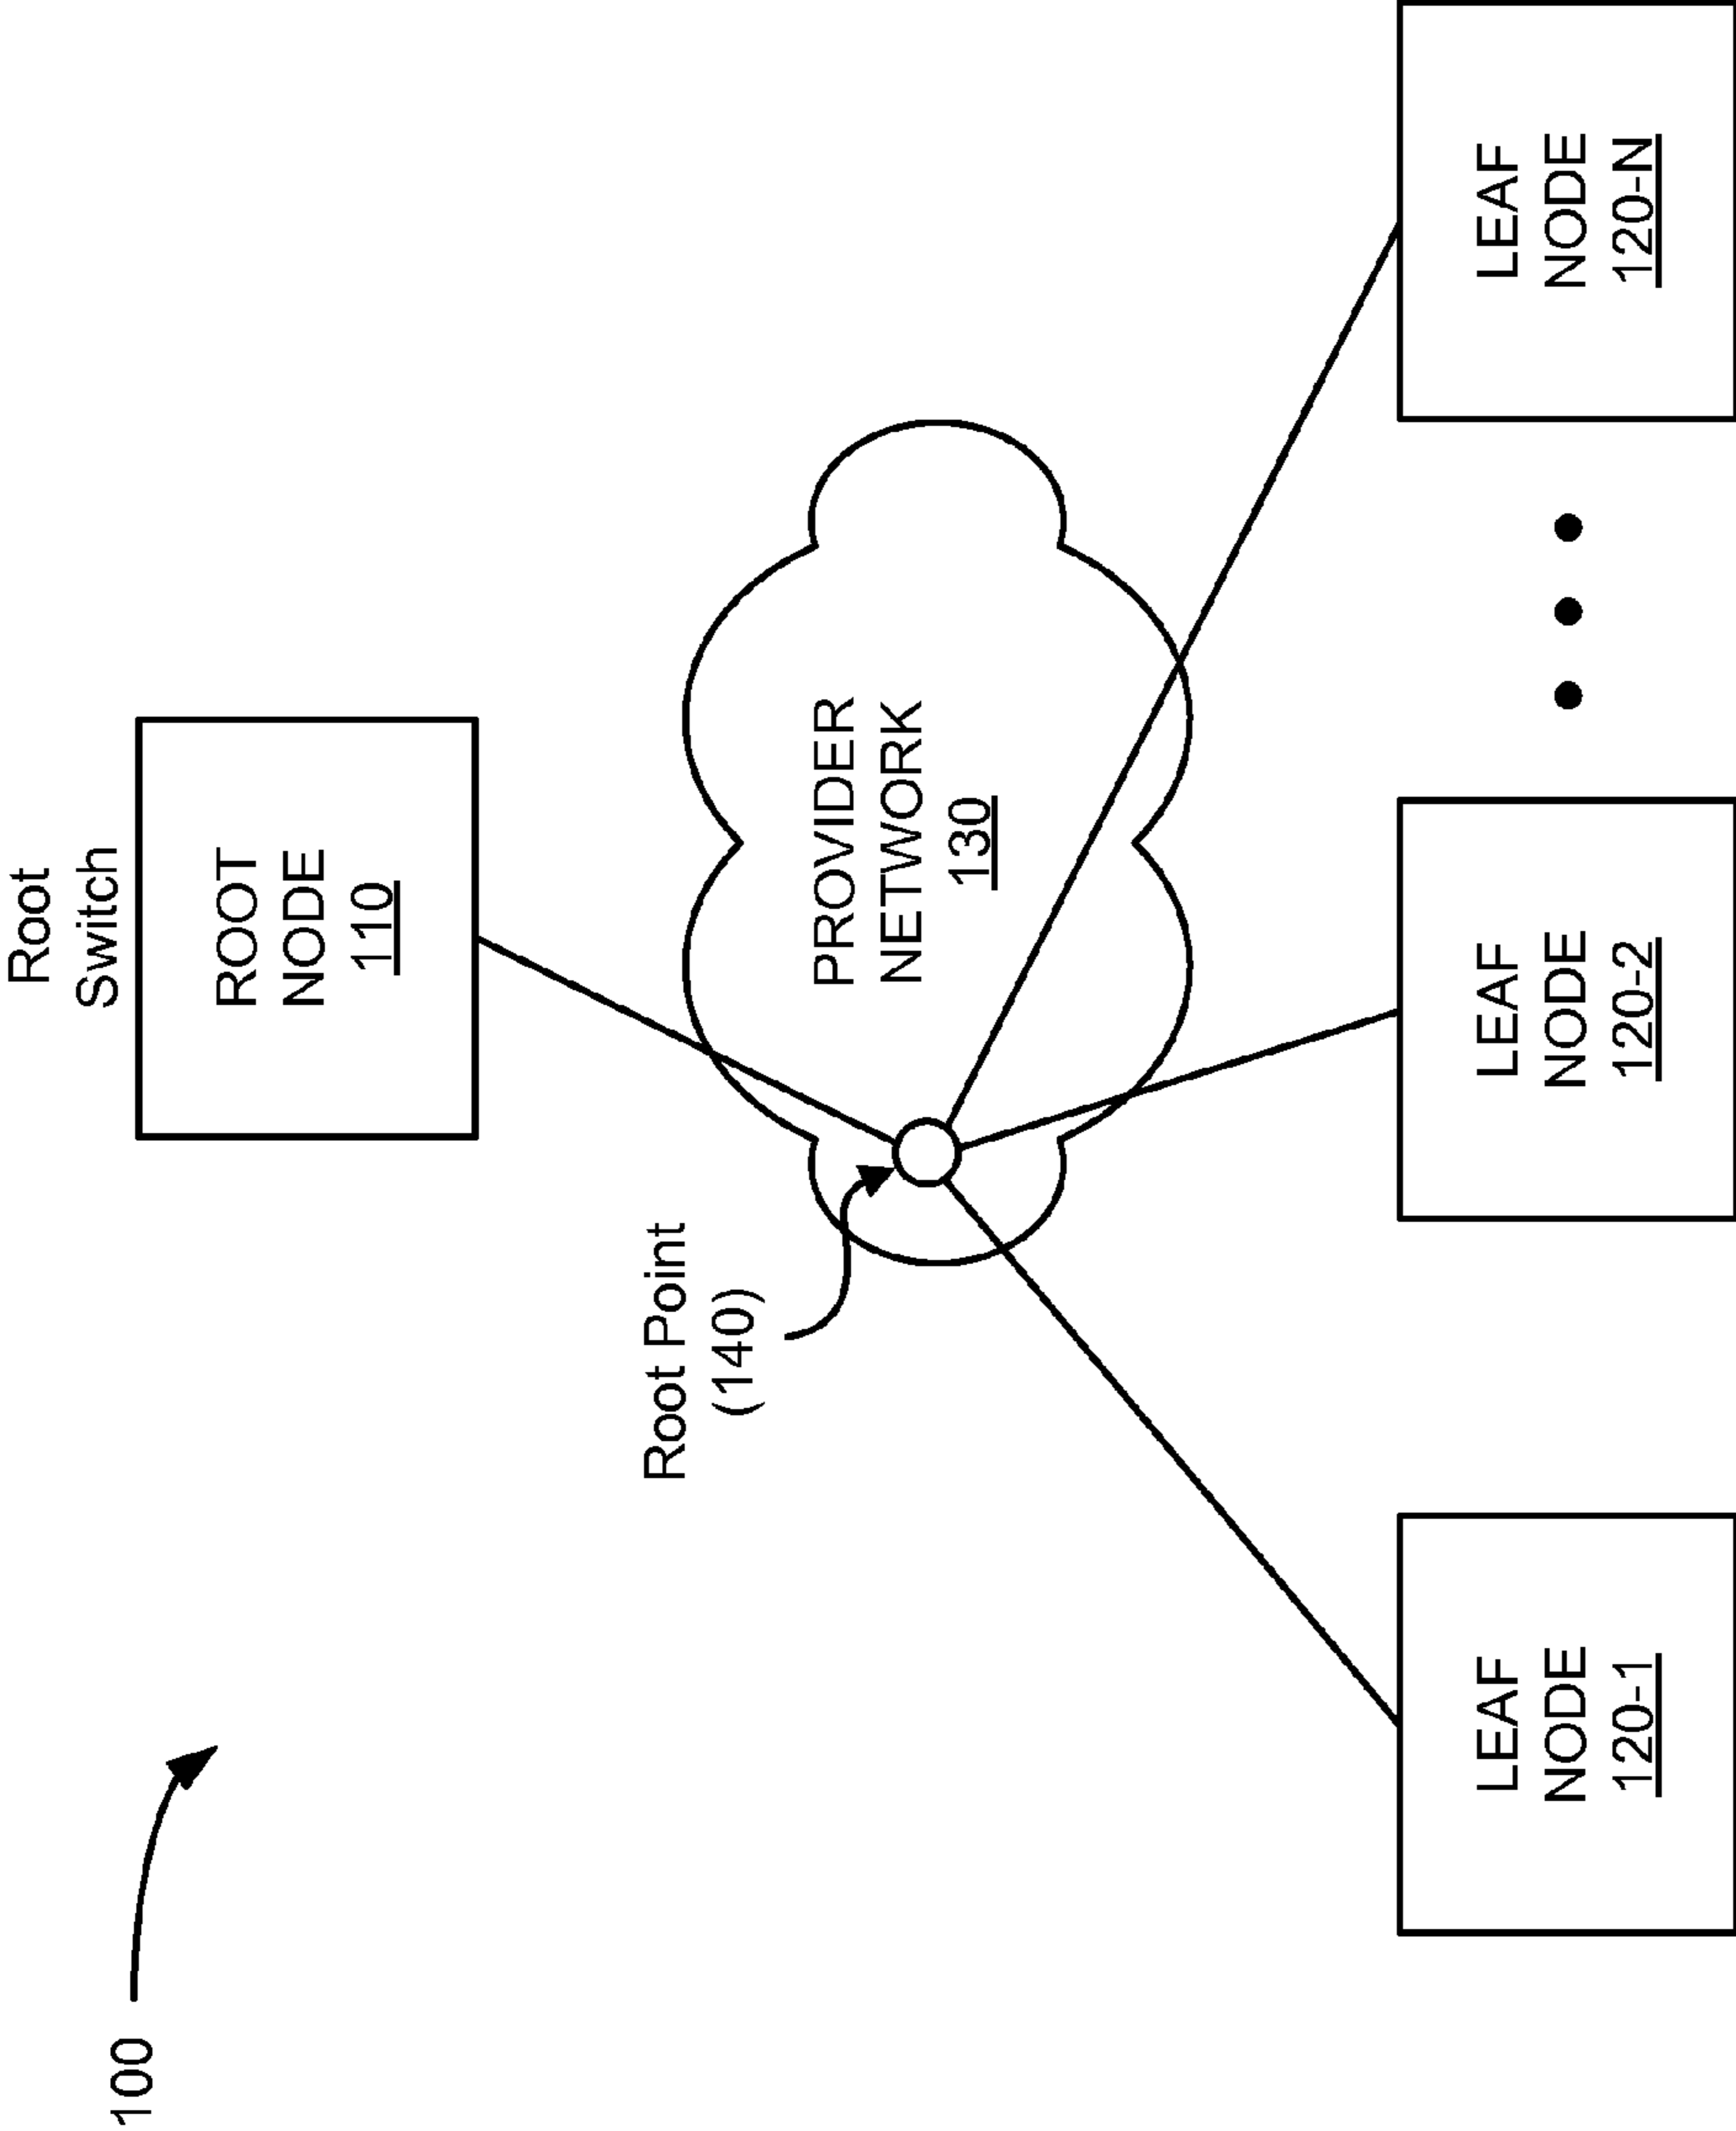 100
Root
Switch
ROOT
NODE
110
Root Point
(140)
PROVIDER
NETWORK
130
LEAF
NODE
120-1
LEAF
NODE
120-2
LEAF
NODE
120-N